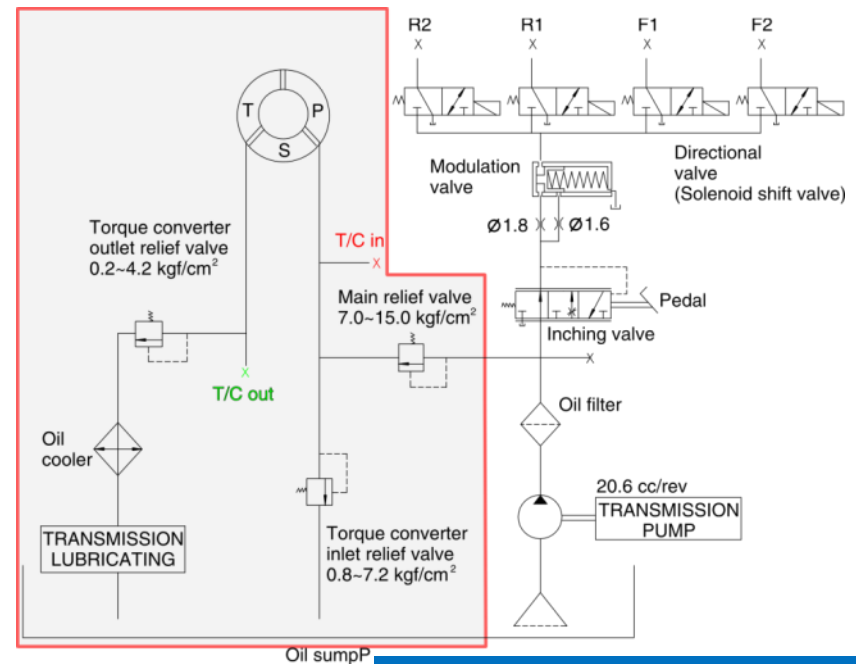 R2
R1
F1
F2
T
P
S
Modulation
valve
Directional
valve
(Solenoid shift valve)
Torque converter
outlet relief valve
0.2~4.2 kgf/cm²
T/C in
Ø1.8
Ø1.6
Main relief valve
7.0~15.0 kgf/cm²
Pedal
Inching valve
T/C out
Oil filter
Oil
cooler
20.6 cc/rev
TRANSMISSION
PUMP
TRANSMISSION
LUBRICATING
Torque converter
inlet relief valve
0.8~7.2 kgf/cm²
Oil sumpP